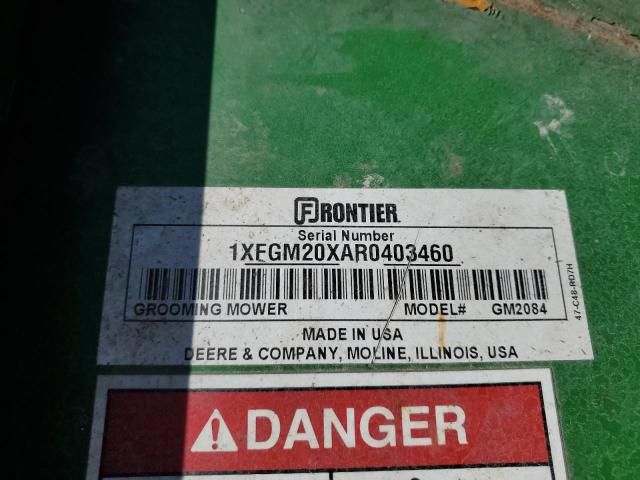 FRONTIER
Serial Number
1XFGM20XAR0403460
GROOMING MOWER MODEL# GM2084
47-C48-RD7H
MADE IN USA
DEERE & COMPANY, MOLINE, ILLINOIS, USA
DANGER